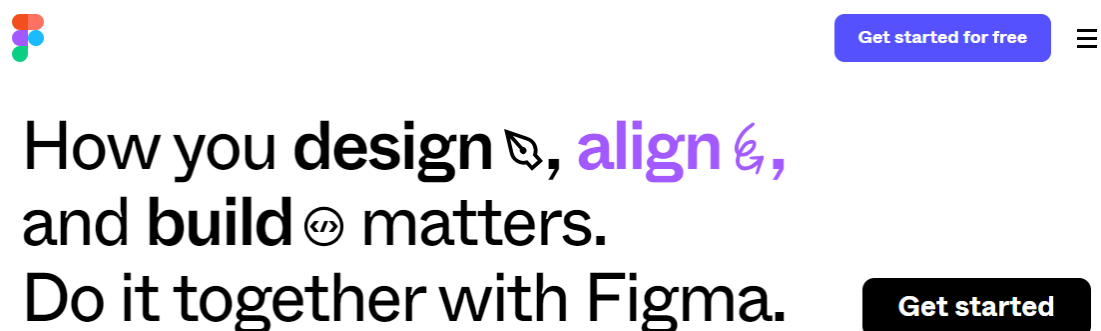 Get started for free
How you design, align,
and build matters.
Do it together with Figma.
Get started